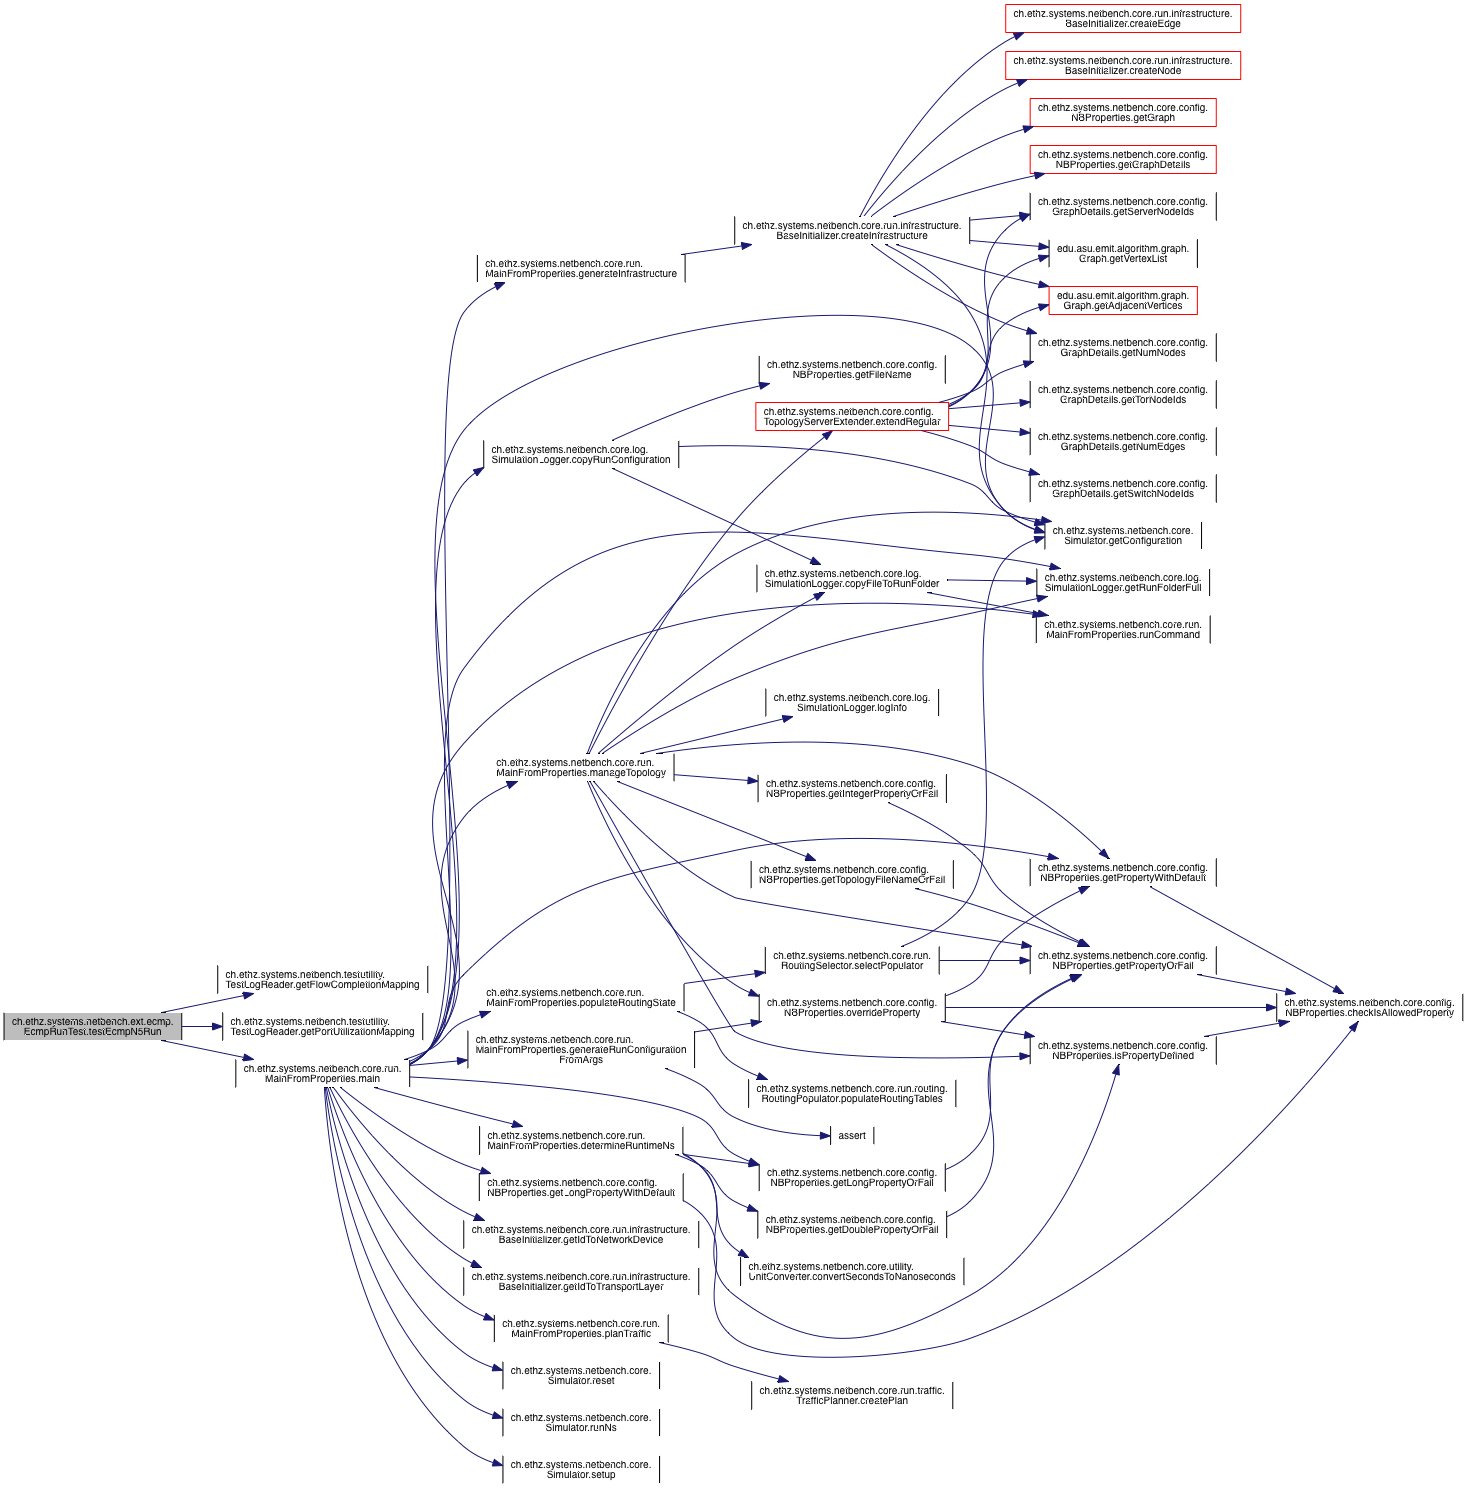 ch.ethz.systems.netbench.core.run.infrastructure.
BaseInitializer.createEdge
ch.ethz.systems.netbench.core.run.infrastructure.
BaseInitializer.createNode
ch.ethz.systems.netbench.core.config.
NBProperties.getGraph
ch.ethz.systems.netbench.core.config.
NBProperties.getGraphDetails
ch.ethz.systems.netbench.core.config.
GraphDetails.getServerNodeIds
ch.ethz.systems.netbench.core.run.infrastructure.
BaseInitializer.createInfrastructure
edu.asu.emit.algorithm.graph.
Graph.getVertexList
ch.ethz.systems.netbench.core.run.
MainFromProperties.generateInfrastructure
edu.asu.emit.algorithm.graph.
Graph.getAdjacentVertices
ch.ethz.systems.netbench.core.config.
GraphDetails.getNumNodes
ch.ethz.systems.netbench.core.config.
NBProperties.getFileName
ch.ethz.systems.netbench.core.config.
GraphDetails.getTorNodeIds
ch.ethz.systems.netbench.core.config.
TopologyServerExtender.extendRegular
ch.ethz.systems.netbench.core.config.
GraphDetails.getNumEdges
ch.ethz.systems.netbench.core.log.
SimulationLogger.copyRunConfiguration
ch.ethz.systems.netbench.core.config.
GraphDetails.getSwitchNodeIds
ch.ethz.systems.netbench.core.
Simulator.getConfiguration
ch.ethz.systems.netbench.core.log.
SimulationLogger.copyFileToRunFolder
ch.ethz.systems.netbench.core.log.
SimulationLogger.getRunFolderFull
ch.ethz.systems.netbench.core.run.
MainFromProperties.runCommand
ch.ethz.systems.netbench.core.log.
SimulationLogger.logInfo
ch.ethz.systems.netbench.core.run.
MainFromProperties.manageTopology
ch.ethz.systems.netbench.core.config.
NBProperties.getIntegerPropertyOrFail
ch.ethz.systems.netbench.core.config.
NBProperties.getTopologyFileNameOrFail
ch.ethz.systems.netbench.core.config.
NBProperties.getPropertyWithDefault
ch.ethz.systems.netbench.core.run.
RoutingSelector.selectPopulator
ch.ethz.systems.netbench.core.config.
NBProperties.getPropertyOrFail
ch.ethz.systems.netbench.testutility.
TestLogReader.getFlowCompletionMapping
ch.ethz.systems.netbench.core.run.
MainFromProperties.populateRoutingState
ch.ethz.systems.netbench.core.config.
NBProperties.overrideProperty
ch.ethz.systems.netbench.core.config.
NBProperties.checkIsAllowedProperty
ch.ethz.systems.netbench.ext.ecmp.
EcmpRunTest.testEcmpN5Run
ch.ethz.systems.netbench.testutility.
TestLogReader.getPortUtilizationMapping
ch.ethz.systems.netbench.core.run.
MainFromProperties.generateRunConfiguration
FromArgs
ch.ethz.systems.netbench.core.config.
NBProperties.isPropertyDefined
ch.ethz.systems.netbench.core.run.
MainFromProperties.main
ch.ethz.systems.netbench.core.run.routing.
RoutingPopulator.populateRoutingTables
assert
ch.ethz.systems.netbench.core.run.
MainFromProperties.determineRuntimeNs
ch.ethz.systems.netbench.core.config.
NBProperties.getLongPropertyOrFail
ch.ethz.systems.netbench.core.config.
NBProperties.getLongPropertyWithDefault
ch.ethz.systems.netbench.core.config.
NBProperties.getDoublePropertyOrFail
ch.ethz.systems.netbench.core.run.infrastructure.
BaseInitializer.getIdToNetworkDevice
ch.ethz.systems.netbench.core.utility.
UnitConverter.convertSecondsToNanoseconds
ch.ethz.systems.netbench.core.run.infrastructure.
BaseInitializer.getIdToTransportLayer
ch.ethz.systems.netbench.core.run.
MainFromProperties.planTraffic
ch.ethz.systems.netbench.core.
Simulator.reset
ch.ethz.systems.netbench.core.run.traffic.
TrafficPlanner.createPlan
ch.ethz.systems.netbench.core.
Simulator.runNs
ch.ethz.systems.netbench.core.
Simulator.setup